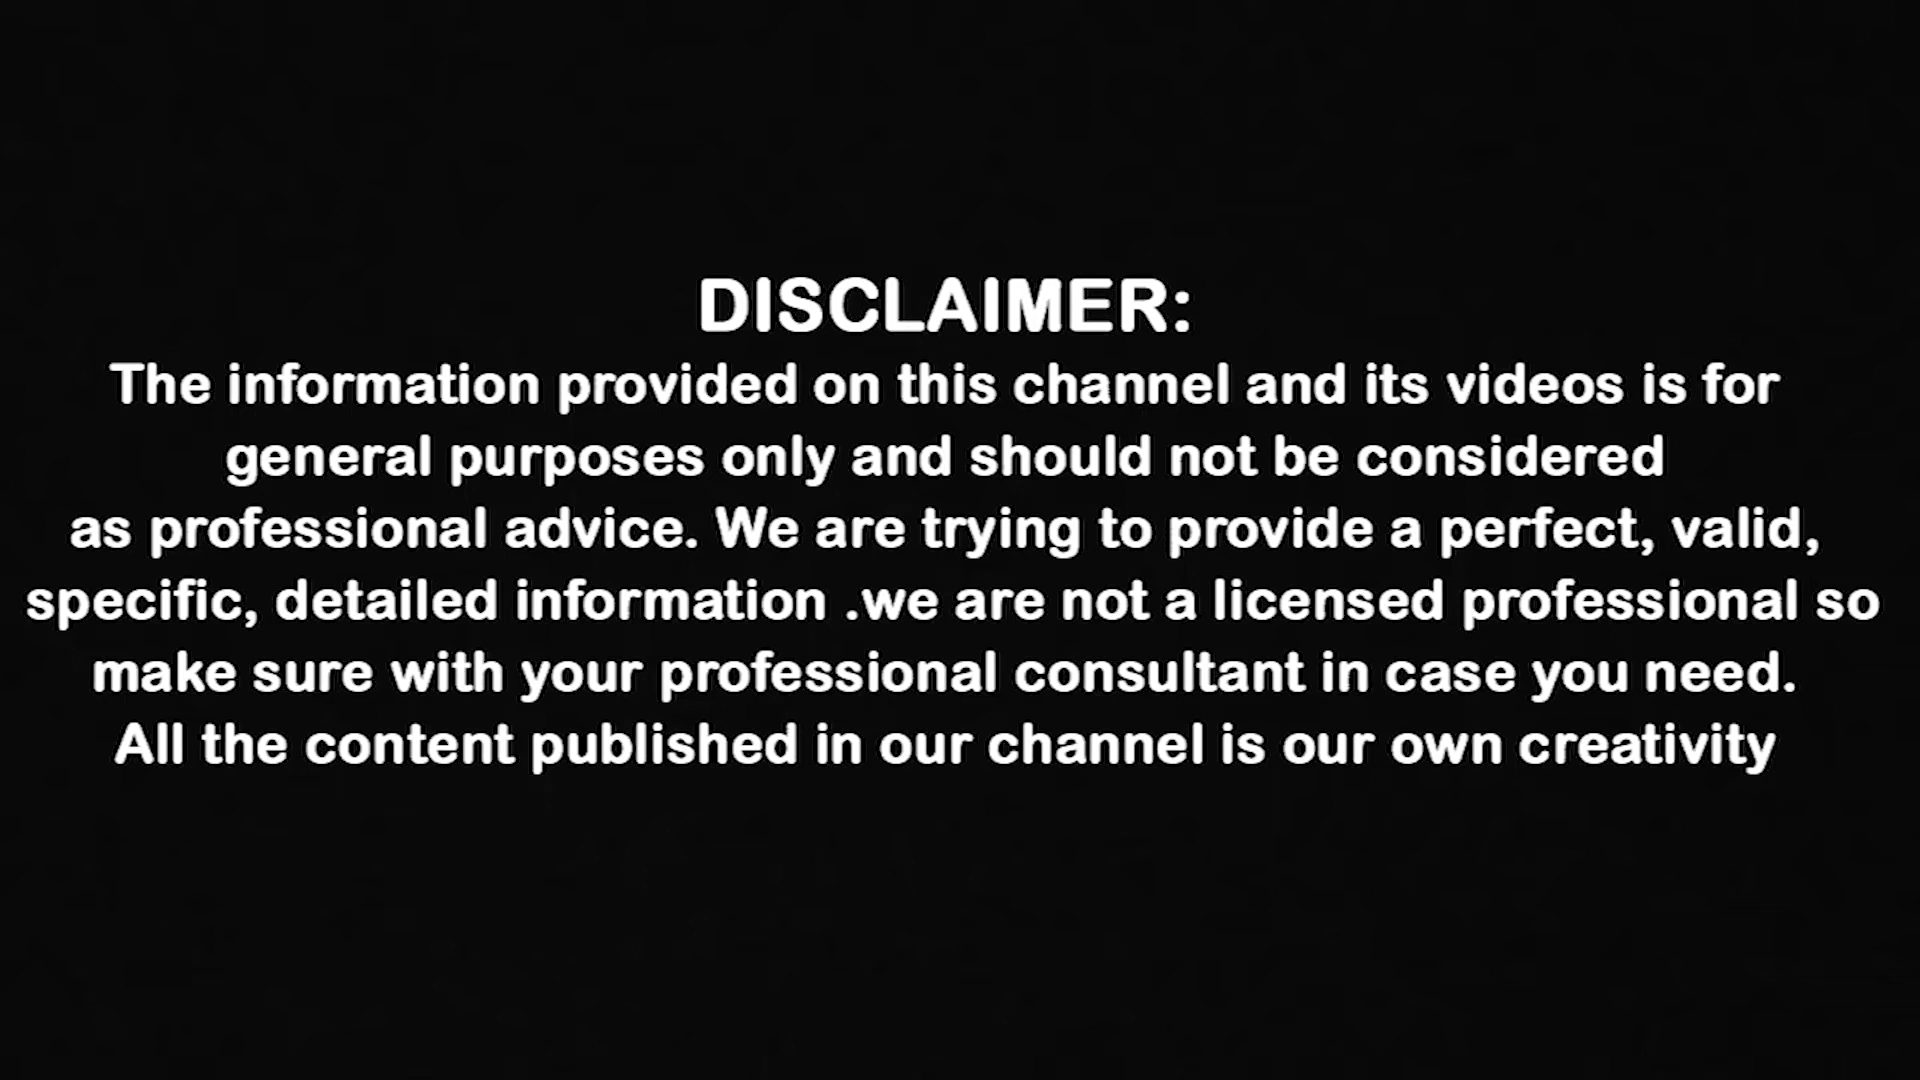 DISCLAIMER:
The information provided on this channel and its videos is for
general purposes only and should not be considered
as professional advice. We are trying to provide a perfect, valid,
specific, detailed information .we are not a licensed professional so
make sure with your professional consultant in case you need.
All the content published in our channel is our own creativity